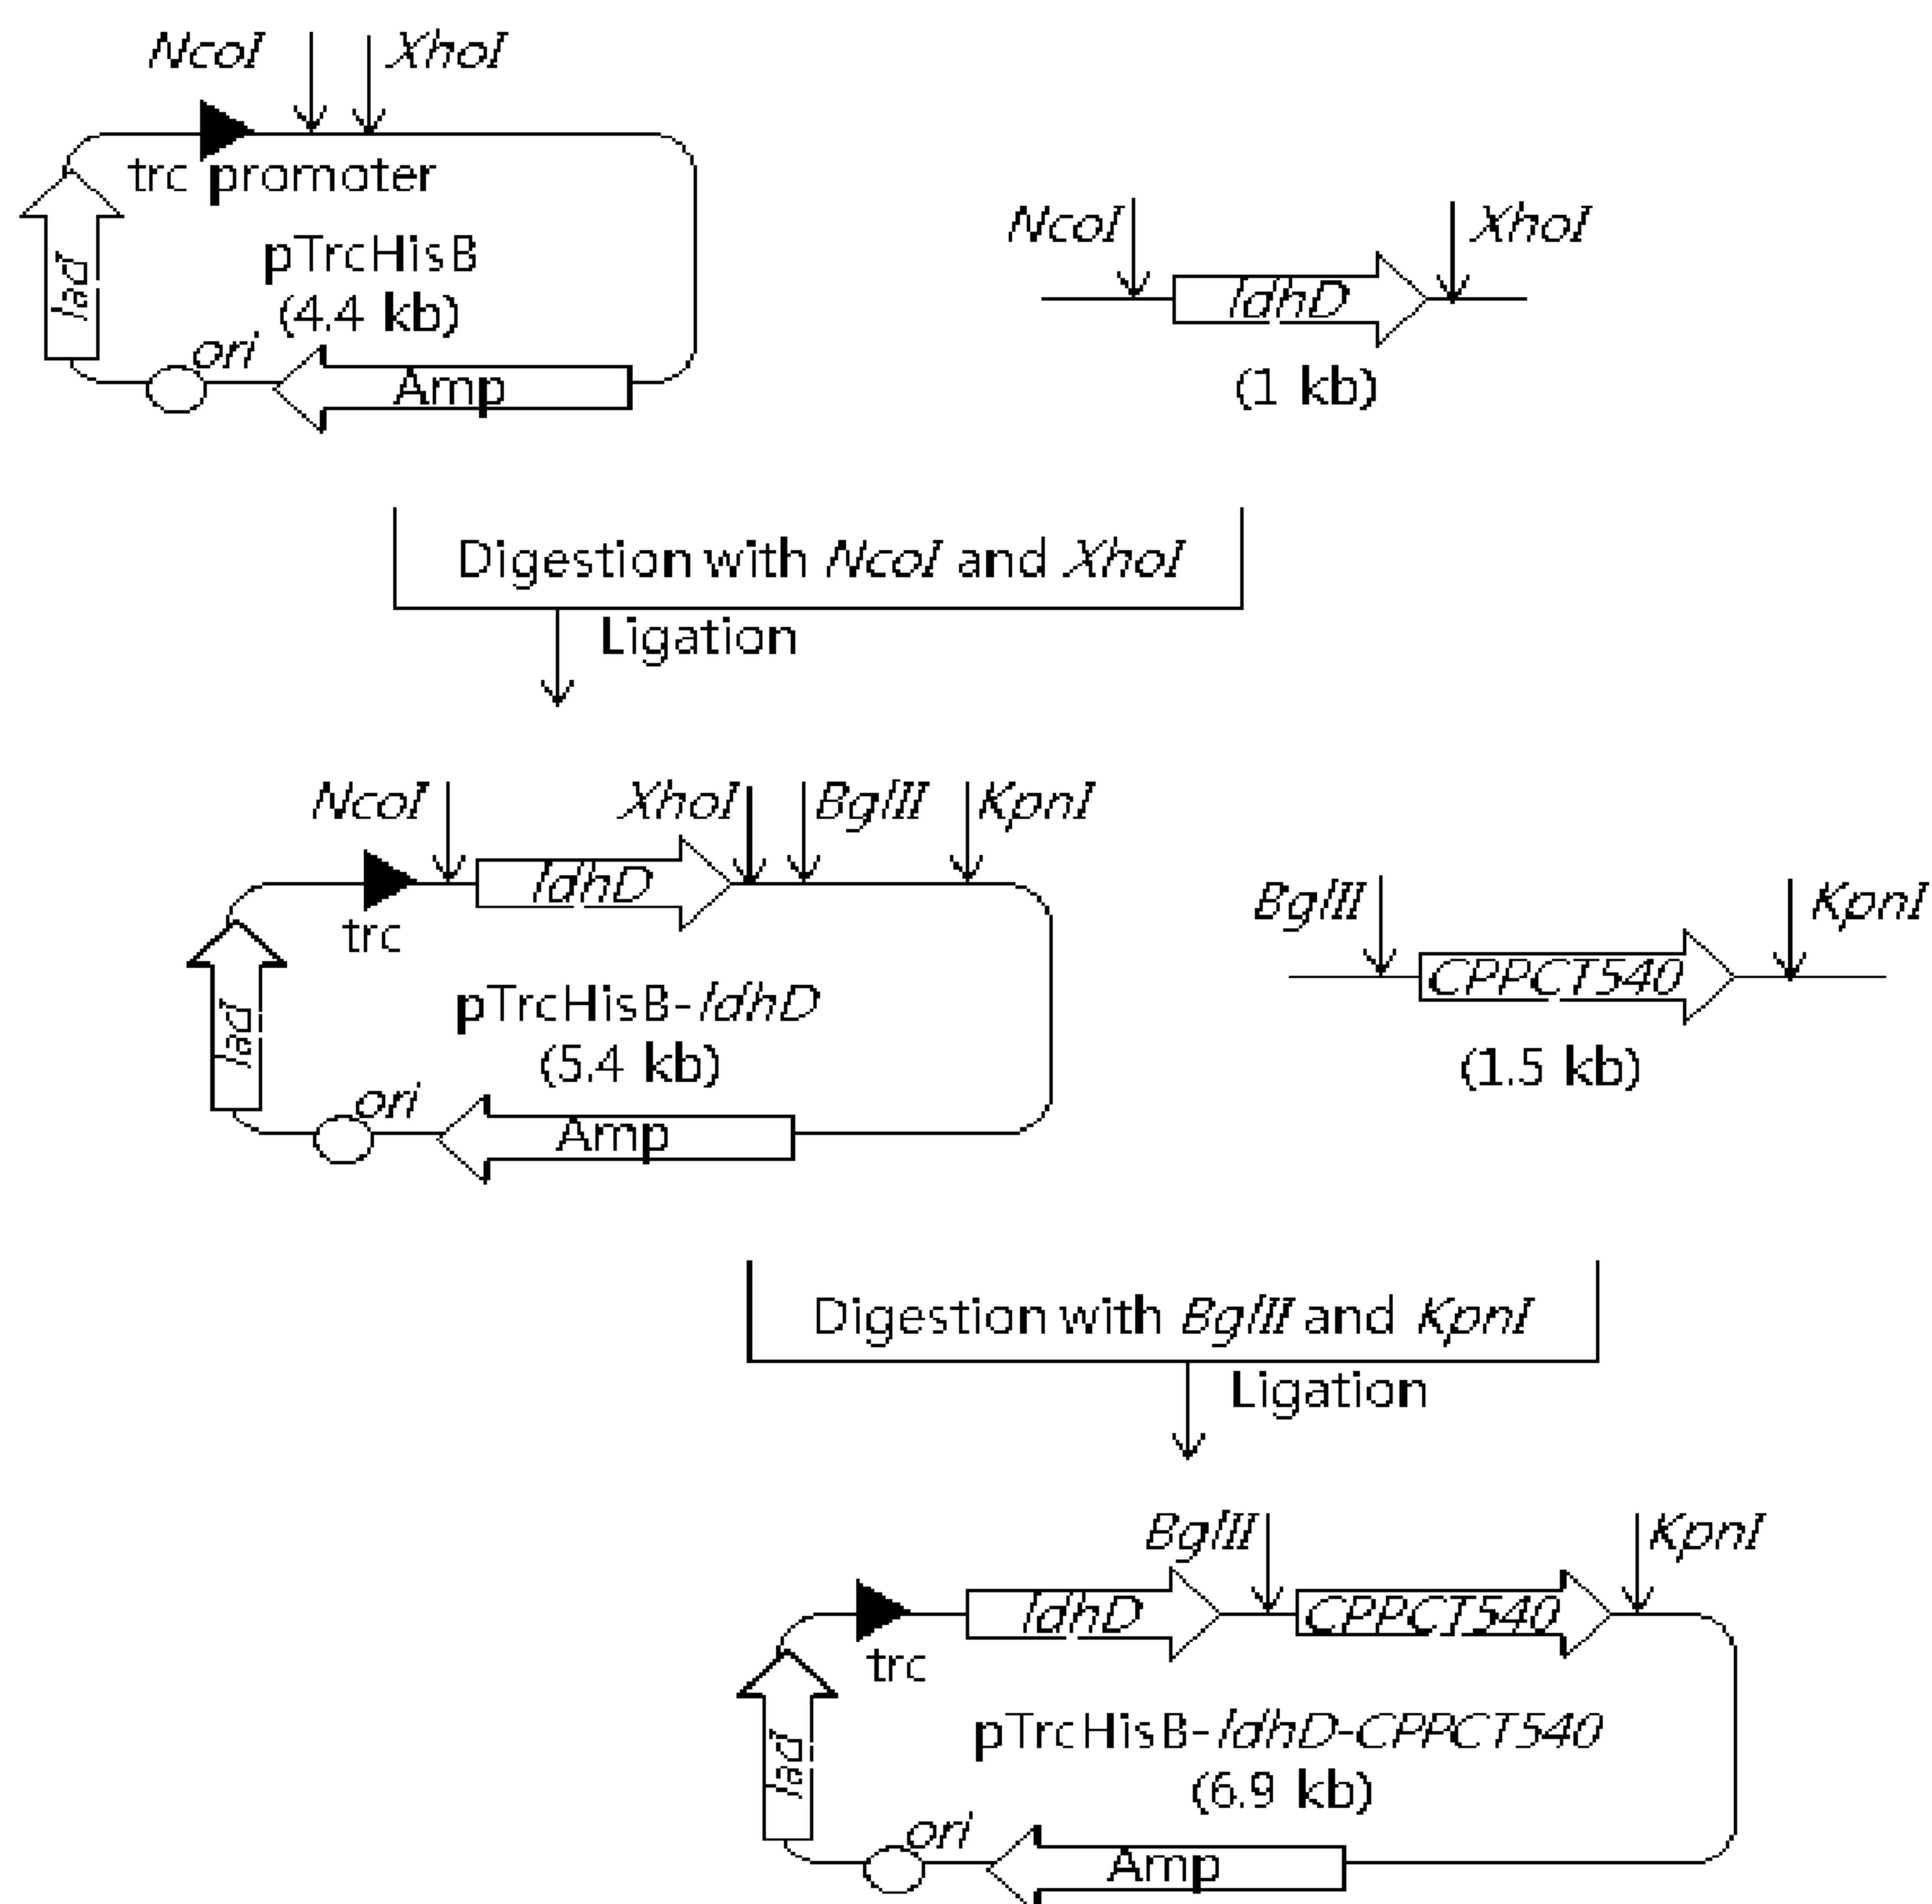 NcoI XhoI
trc promoter
pTrcHisB
(4.4 kb)
lacI
ori
Amp
NcoI XhoI
ldhD
(1 kb)
Digestion with NcoI and XhoI
Ligation
NcoI XhoI BglII KpnI
ldhD
trc
pTrcHisB-ldhD
(5.4 kb)
lacI
ori
Amp
BglII KpnI
CPPCT540
(1.5 kb)
Digestion with BglII and KpnI
Ligation
BglII KpnI
ldhD CPPCT540
trc
pTrcHisB-ldhD-CPPCT540
(6.9 kb)
lacI
ori
Amp